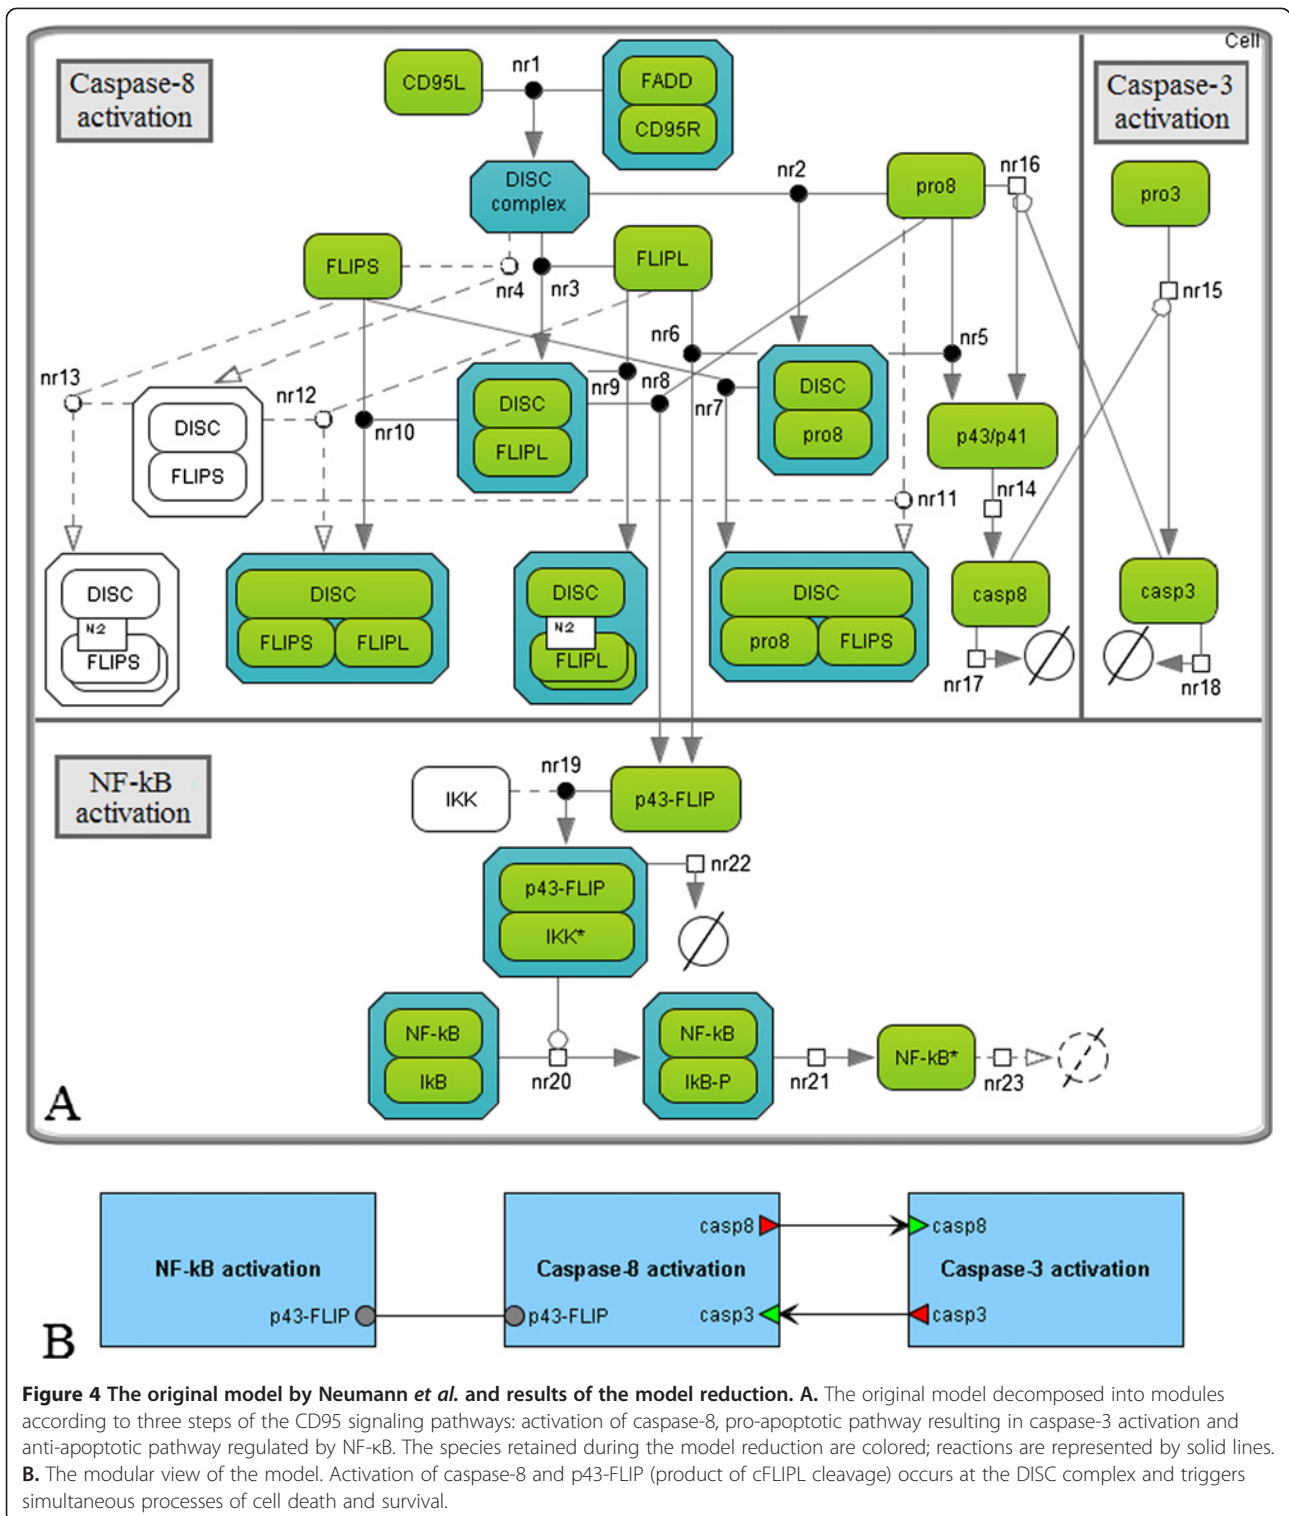 Cell
Caspase-8
activation
Caspase-3
activation
CD95L
nr1
FADD
CD95R
DISC
complex
nr2
pro8
nr16
pro3
FLIPS
nr4
nr3
FLIPL
nr15
nr6
nr5
nr13
nr12
nr9
nr8
nr7
DISC
FLIPS
nr10
DISC
FLIPL
DISC
pro8
p43/p41
nr11
nr14
DISC
N:2
FLIPS
DISC
FLIPS
FLIPL
DISC
N:2
FLIPL
DISC
pro8
FLIPS
casp8
casp3
nr17
nr18
NF-kB
activation
IKK
nr19
p43-FLIP
p43-FLIP
IKK*
nr22
NF-kB
IkB
nr20
NF-kB
IkB-P
nr21
NF-kB*
nr23
A
NF-kB activation
p43-FLIP
Caspase-8 activation
casp8
p43-FLIP
casp3
Caspase-3 activation
casp8
casp3
B
Figure 4 The original model by Neumann et al. and results of the model reduction. A. The original model decomposed into modules
according to three steps of the CD95 signaling pathways: activation of caspase-8, pro-apoptotic pathway resulting in caspase-3 activation and
anti-apoptotic pathway regulated by NF-κB. The species retained during the model reduction are colored; reactions are represented by solid lines.
B. The modular view of the model. Activation of caspase-8 and p43-FLIP (product of cFLIPL cleavage) occurs at the DISC complex and triggers
simultaneous processes of cell death and survival.